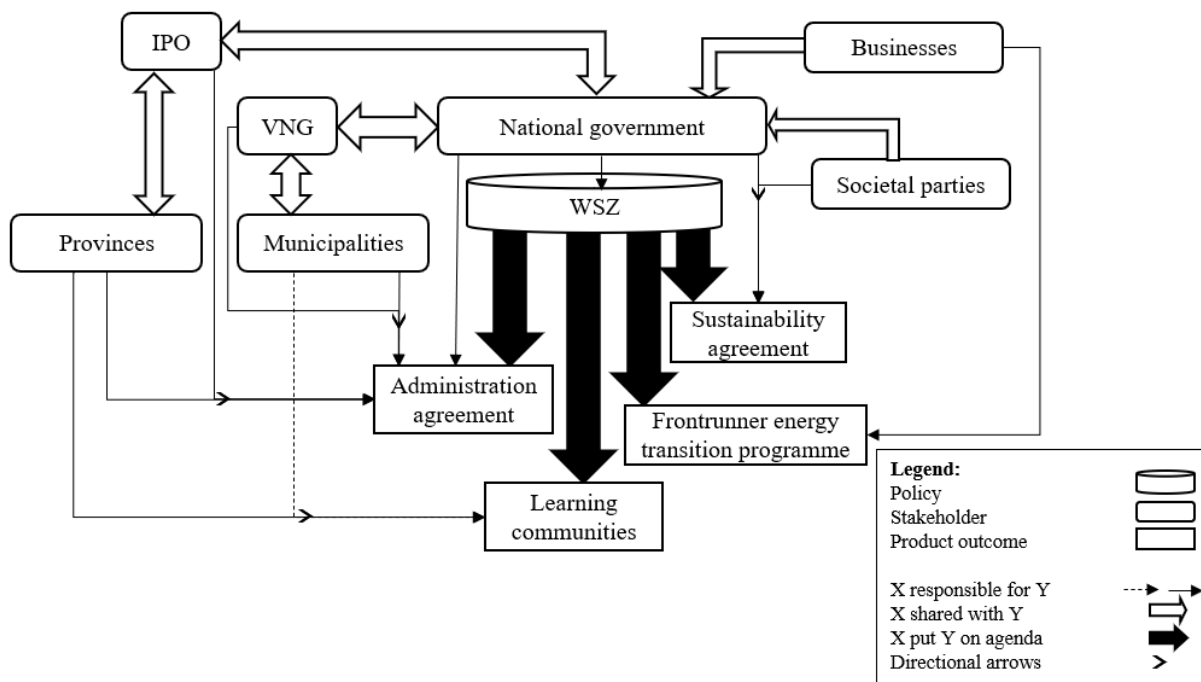 IPO
Businesses
VNG
National government
Societal parties
WSZ
Provinces
Municipalities
Sustainability
agreement
Administration
agreement
Frontrunner energy
transition programme
Learning
communities
Legend:
Policy
Stakeholder
Product outcome
X responsible for Y
X shared with Y
X put Y on agenda
Directional arrows